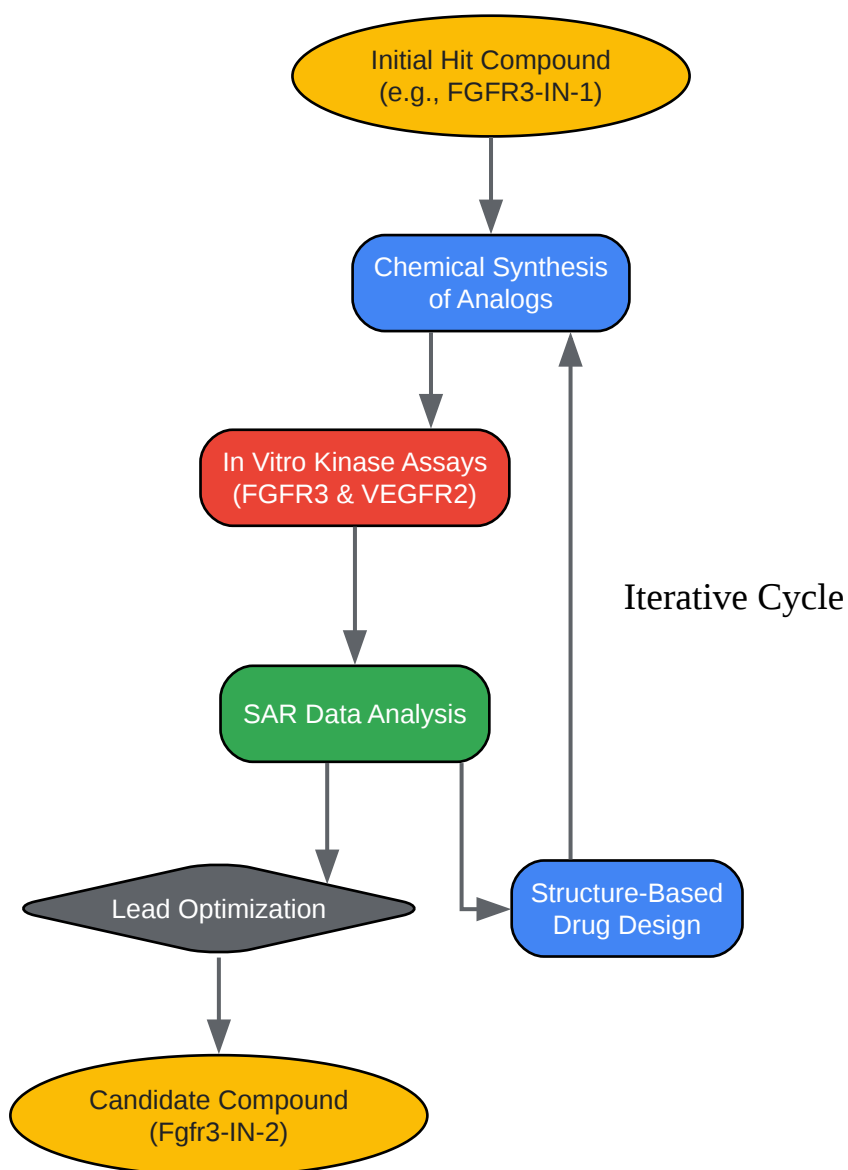 Initial Hit Compound
(e.g., FGFR3-IN-1)
Chemical Synthesis
of Analogs
In Vitro Kinase Assays
(FGFR3 & VEGFR2)
Iterative Cycle
SAR Data Analysis
Lead Optimization
Structure-Based
Drug Design
Candidate Compound
(Fgfr3-IN-2)